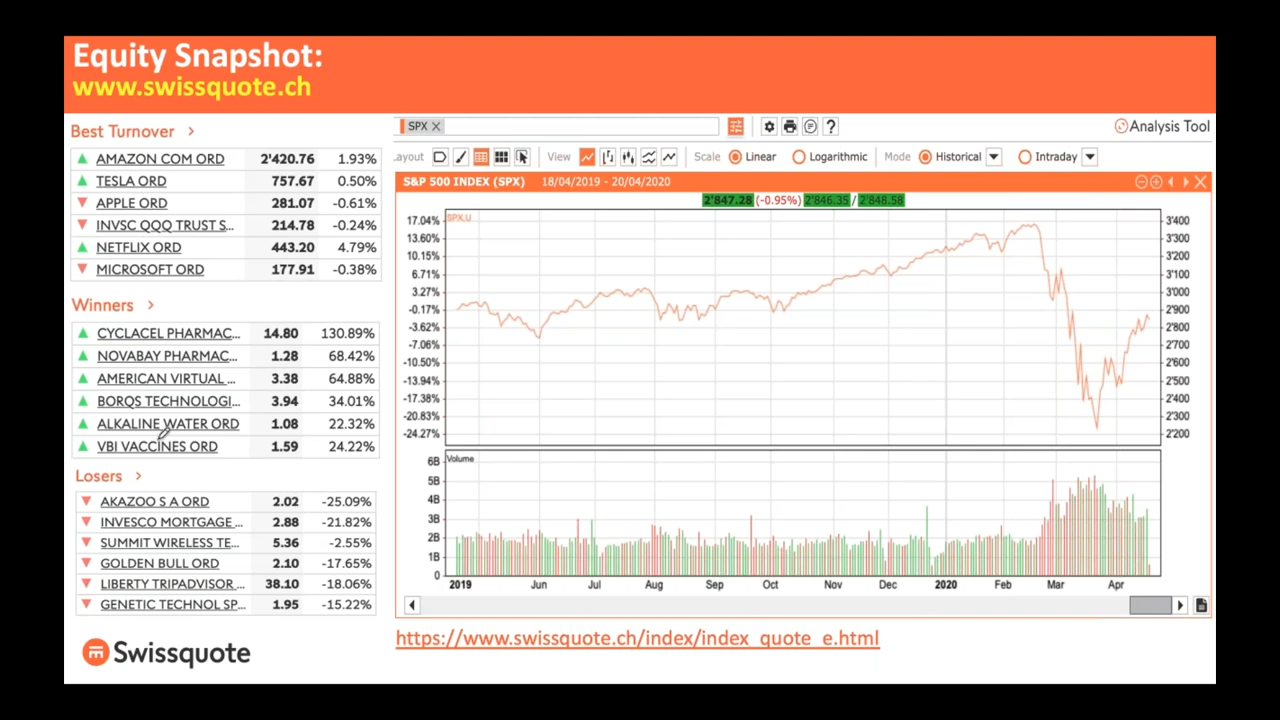 Equity Snapshot:
www.swissquote.ch
Best Turnover >
AMAZON COM ORD 2'420.76 1.93%
TESLA ORD 757.67 0.50%
APPLE ORD 281.07 -0.61%
INVSC QQQ TRUST S... 214.78 -0.24%
NETFLIX ORD 443.20 4.79%
MICROSOFT ORD 177.91 -0.38%
Winners >
CYCLACEL PHARMAC... 14.80 130.89%
NOVABAY PHARMAC... 1.28 68.42%
AMERICAN VIRTUAL ... 3.38 64.88%
BORQS TECHNOLOGI... 3.94 34.01%
ALKALINE WATER ORD 1.08 22.32%
VBI VACCINES ORD 1.59 24.22%
Losers >
AKAZOO S A ORD 2.02 -25.09%
INVESCO MORTGAGE ... 2.88 -21.82%
SUMMIT WIRELESS TE... 5.36 -2.55%
GOLDEN BULL ORD 2.10 -17.65%
LIBERTY TRIPADVISOR ... 38.10 -18.06%
GENETIC TECHNOL SP... 1.95 -15.22%
Swissquote
SPX X ? Analysis Tool
ayout View Scale Linear Logarithmic Mode Historical Intraday
S&P 500 INDEX (SPX) 18/04/2019 - 20/04/2020
2'847.28 (-0.95%) 2'846.35 / 2'848.58
SPX,U
17.04% 3'400
13.60% 3'300
10.15% 3'200
6.71% 3'100
3.27% 3'000
-0.17% 2'900
-3.62% 2'800
-7.06% 2'700
-10.50% 2'600
-13.94% 2'500
-17.38% 2'400
-20.83% 2'300
-24.27% 2'200
Volume
6B
5B
4B
3B
2B
1B
0
2019 Jun Jul Aug Sep Oct Nov Dec 2020 Feb Mar Apr
https://www.swissquote.ch/index/index_quote_e.html